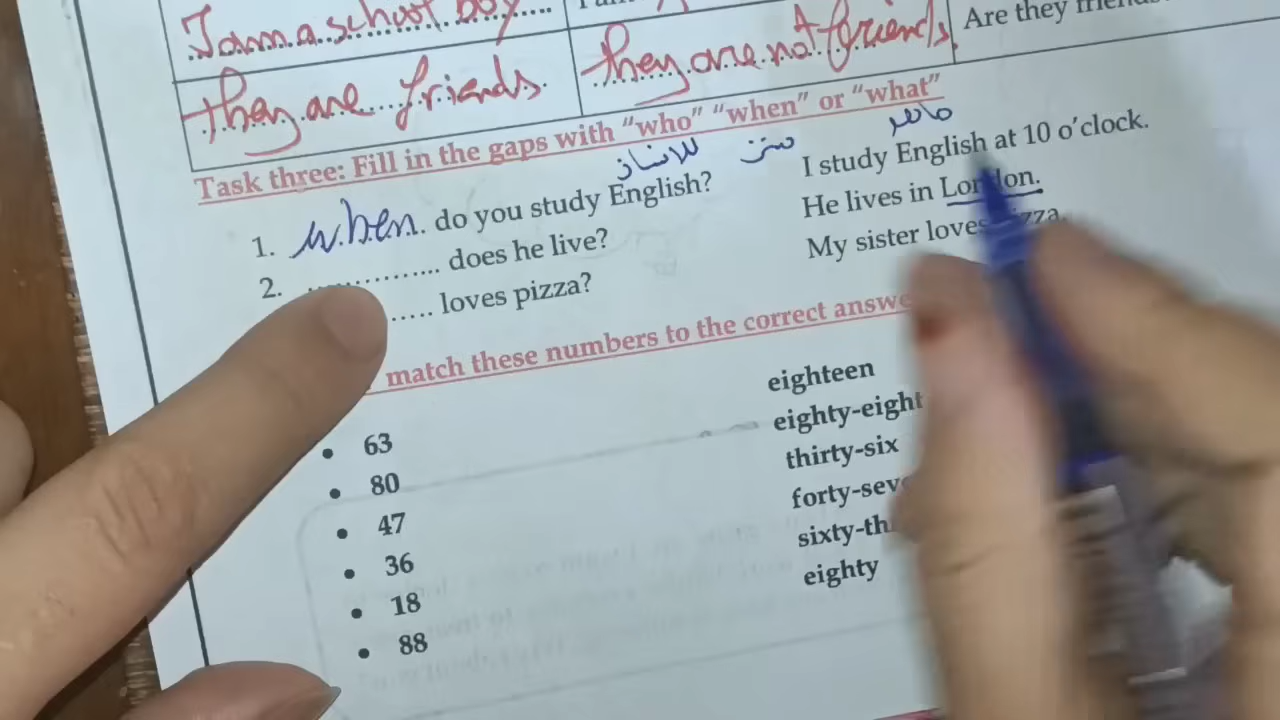 I am a school boy
They are friends. They are not friends. Are they
Task three: Fill in the gaps with “who” “when” or “what”
للانسان متى ماهر
1. when. do you study English? I study English at 10 o’clock.
2. ............ does he live? He lives in London.
..... loves pizza? My sister loves pizza.
match these numbers to the correct
• 63 eighteen
• 80 eighty-eight
• 47 thirty-six
• 36
• 18
• 88 eighty